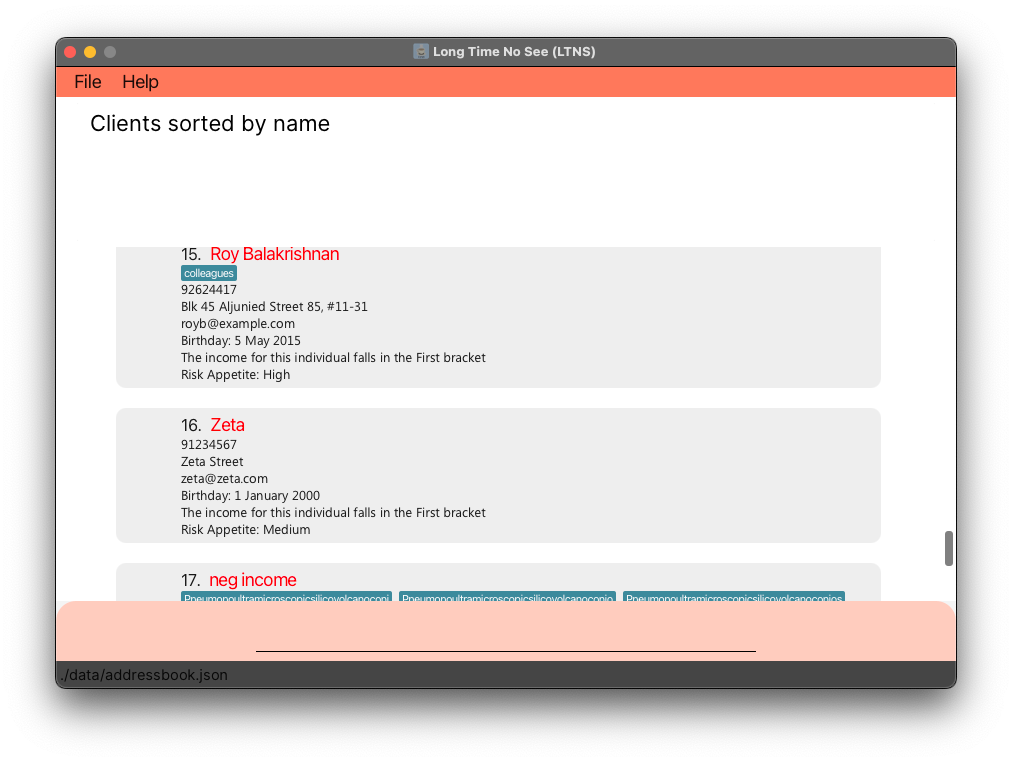 Long Time No See (LTNS)
File Help
Clients sorted by name
15. Roy Balakrishnan
colleagues
92624417
Blk 45 Aljunied Street 85, #11-31
royb@example.com
Birthday: 5 May 2015
The income for this individual falls in the First bracket
Risk Appetite: High
16. Zeta
91234567
Zeta Street
zeta@zeta.com
Birthday: 1 January 2000
The income for this individual falls in the First bracket
Risk Appetite: Medium
17. neg income
Pneumonoultramicroscopicsilicovolcanoconi Pneumonoultramicroscopicsilicovolcanoconio Pneumonoultramicroscopicsilicovolcanoconios
./data/addressbook.json